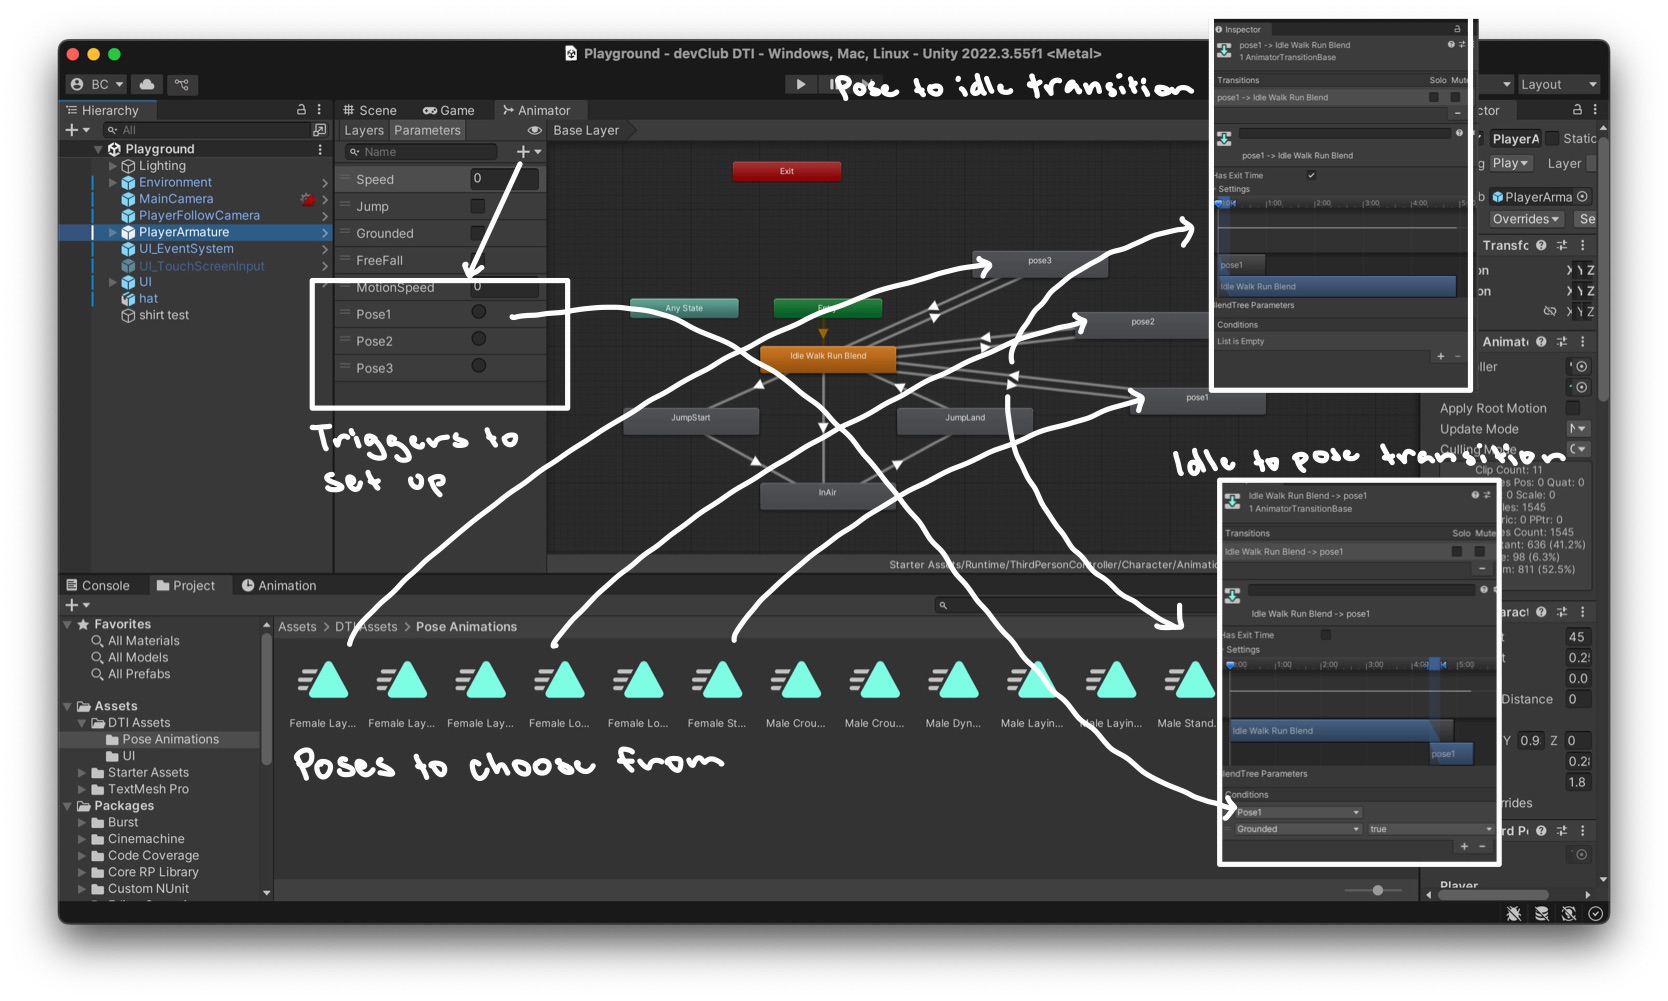 Playground - devClub DTI - Windows, Mac, Linux - Unity 2022.3.55f1 <Metal>
BC
Pose to idle transition
Layout
Hierarchy
All
Playground
Lighting
Environment
MainCamera
PlayerFollowCamera
PlayerArmature
UI_EventSystem
UI_TouchScreenInput
UI
hat
shirt test
Scene
Game
Animator
Layers
Parameters
Base Layer
Name
Speed
0
Jump
Grounded
FreeFall
MotionSpeed
0
Pose1
Pose2
Pose3
Triggers to
set up
Exit
pose3
Any State
pose2
Idle Walk Run Blend
pose1
JumpStart
JumpLand
InAir
Starter Assets/Runtime/ThirdPersonController/Character/Animatio
Inspector
pose1 -> Idle Walk Run Blend
1 AnimatorTransitionBase
Transitions Solo Mute
pose1 -> Idle Walk Run Blend
pose1 -> Idle Walk Run Blend
Has Exit Time
Settings
1:00 2:00 3:00 4:00
pose1
Idle Walk Run Blend
BlendTree Parameters
Conditions
List is Empty
ctor
PlayerA
Static
Play
Layer
PlayerArma
Overrides
Se
Transfo
X Y Z
X Y Z
X Y Z
Animato
ller
Apply Root Motion
Update Mode
Culling Mode
Idle to pose transition
Clip Count: 11
es Pos: 0 Quat: 0
0 Scale: 0
les: 1545
ric: 0 PPtr: 0
es Count: 1545
tant: 636 (41.2%)
e: 98 (6.3%)
m: 811 (52.5%)
Idle Walk Run Blend -> pose1
1 AnimatorTransitionBase
Transitions Solo Mute
Idle Walk Run Blend -> pose1
Idle Walk Run Blend -> pose1
Has Exit Time
Settings
1:00 2:00 3:00 5:00
Idle Walk Run Blend
pose1
BlendTree Parameters
Conditions
Pose1
Grounded true
aract
45
0.0
Distance 0
Y 0.9 Z 0
1.8
rrides
rd P
Player
Console
Project
Animation
Favorites
All Materials
All Models
All Prefabs
Assets
DTI Assets
Pose Animations
UI
Starter Assets
TextMesh Pro
Packages
Burst
Cinemachine
Code Coverage
Core RP Library
Custom NUnit
Assets > DTI Assets > Pose Animations
Female Lay... Female Lay... Female Lay... Female Lo... Female Lo... Female St... Male Crou... Male Crou... Male Dyn... Male Layin... Male Layin... Male Stand.
Poses to choose from